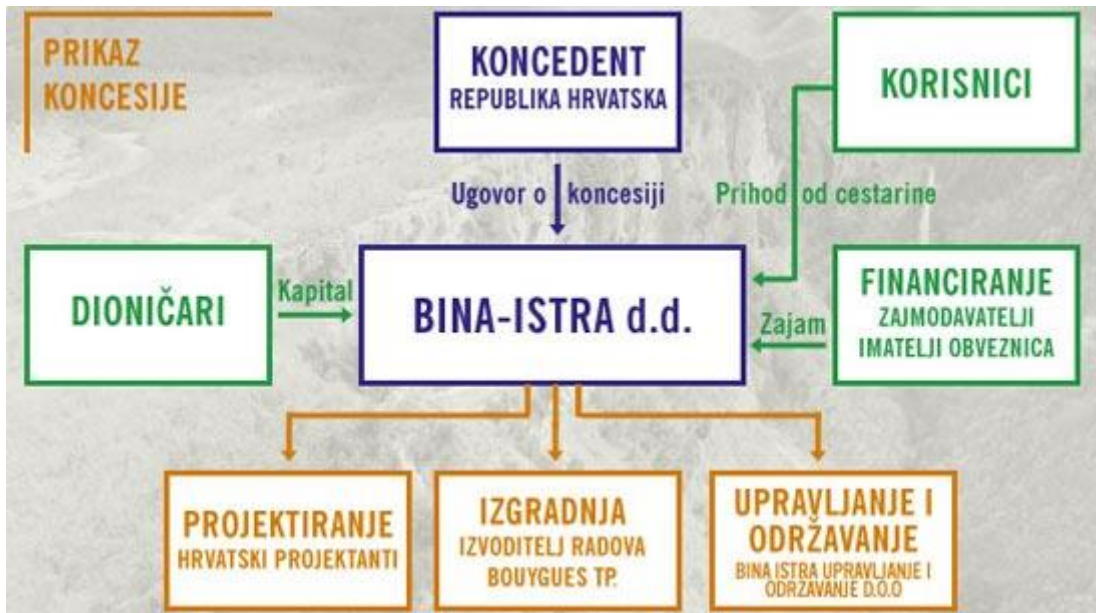 PRIKAZ
KONCESIJE
KONCEDENT
REPUBLIKA HRVATSKA
KORISNICI
Ugovor o koncesiji
Prihod od cestarine
DIONIČARI
Kapital
BINA-ISTRA d.d.
Zajam
FINANCIRANJE
ZAJMODAVATELJI
IMATELJI OBVEZNICA
PROJEKTIRANJE
HRVATSKI PROJEKTANTI
IZGRADNJA
IZVODITELJ RADOVA
BOUYGUES TP.
UPRAVLJANJE I
ODRŽAVANJE
BINA ISTRA UPRAVLJANJE I
ODRZAVANJE D.O.O